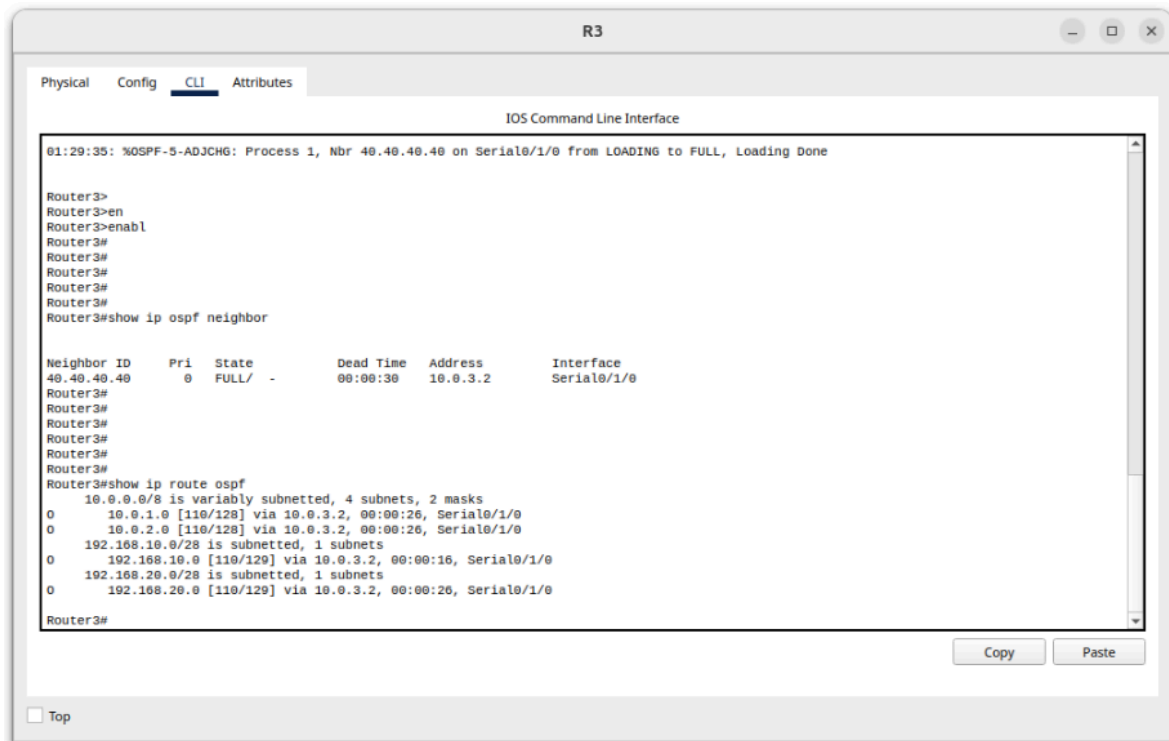 R3
Physical Config CLI Attributes
IOS Command Line Interface
01:29:35: %OSPF-5-ADJCHG: Process 1, Nbr 40.40.40.40 on Serial0/1/0 from LOADING to FULL, Loading Done
Router3>
Router3>en
Router3>enabl
Router3#
Router3#
Router3#
Router3#
Router3#
Router3#show ip ospf neighbor
Neighbor ID     Pri   State           Dead Time   Address         Interface
40.40.40.40       0   FULL/  -        00:00:30    10.0.3.2        Serial0/1/0
Router3#
Router3#
Router3#
Router3#
Router3#
Router3#
Router3#show ip route ospf
     10.0.0.0/8 is variably subnetted, 4 subnets, 2 masks
O       10.0.1.0 [110/128] via 10.0.3.2, 00:00:26, Serial0/1/0
O       10.0.2.0 [110/128] via 10.0.3.2, 00:00:26, Serial0/1/0
     192.168.10.0/28 is subnetted, 1 subnets
O       192.168.10.0 [110/129] via 10.0.3.2, 00:00:16, Serial0/1/0
     192.168.20.0/28 is subnetted, 1 subnets
O       192.168.20.0 [110/129] via 10.0.3.2, 00:00:26, Serial0/1/0
Router3#
Copy Paste
Top